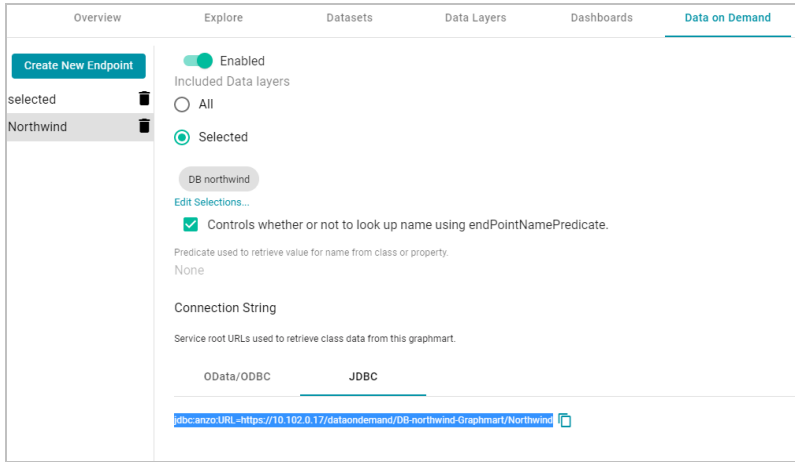 Overview Explore Datasets Data Layers Dashboards Data on Demand
Create New Endpoint
selected
Northwind
Enabled
Included Data layers
All
Selected
DB northwind
Edit Selections...
Controls whether or not to look up name using endPointNamePredicate.
Predicate used to retrieve value for name from class or property.
None
Connection String
Service root URLs used to retrieve class data from this graphmart.
OData/ODBC JDBC
jdbc:anzo:URL=https://10.102.0.17/dataondemand/DB-northwind-Graphmart/Northwind